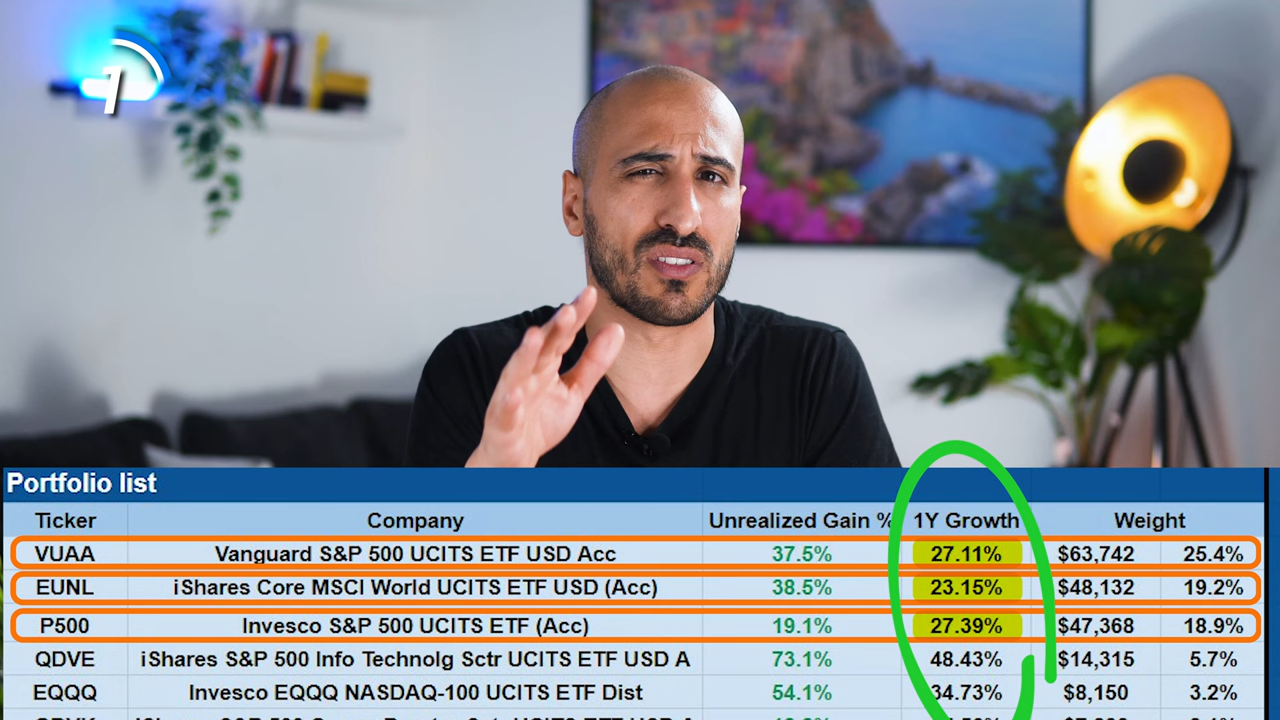 1
Portfolio list
Ticker Company Unrealized Gain % 1Y Growth Weight
VUAA Vanguard S&P 500 UCITS ETF USD Acc 37.5% 27.11% $63,742 25.4%
EUNL iShares Core MSCI World UCITS ETF USD (Acc) 38.5% 23.15% $48,132 19.2%
P500 Invesco S&P 500 UCITS ETF (Acc) 19.1% 27.39% $47,368 18.9%
QDVE iShares S&P 500 Info Technolg Sctr UCITS ETF USD A 73.1% 48.43% $14,315 5.7%
EQQQ Invesco EQQQ NASDAQ-100 UCITS ETF Dist 54.1% 34.73% $8,150 3.2%